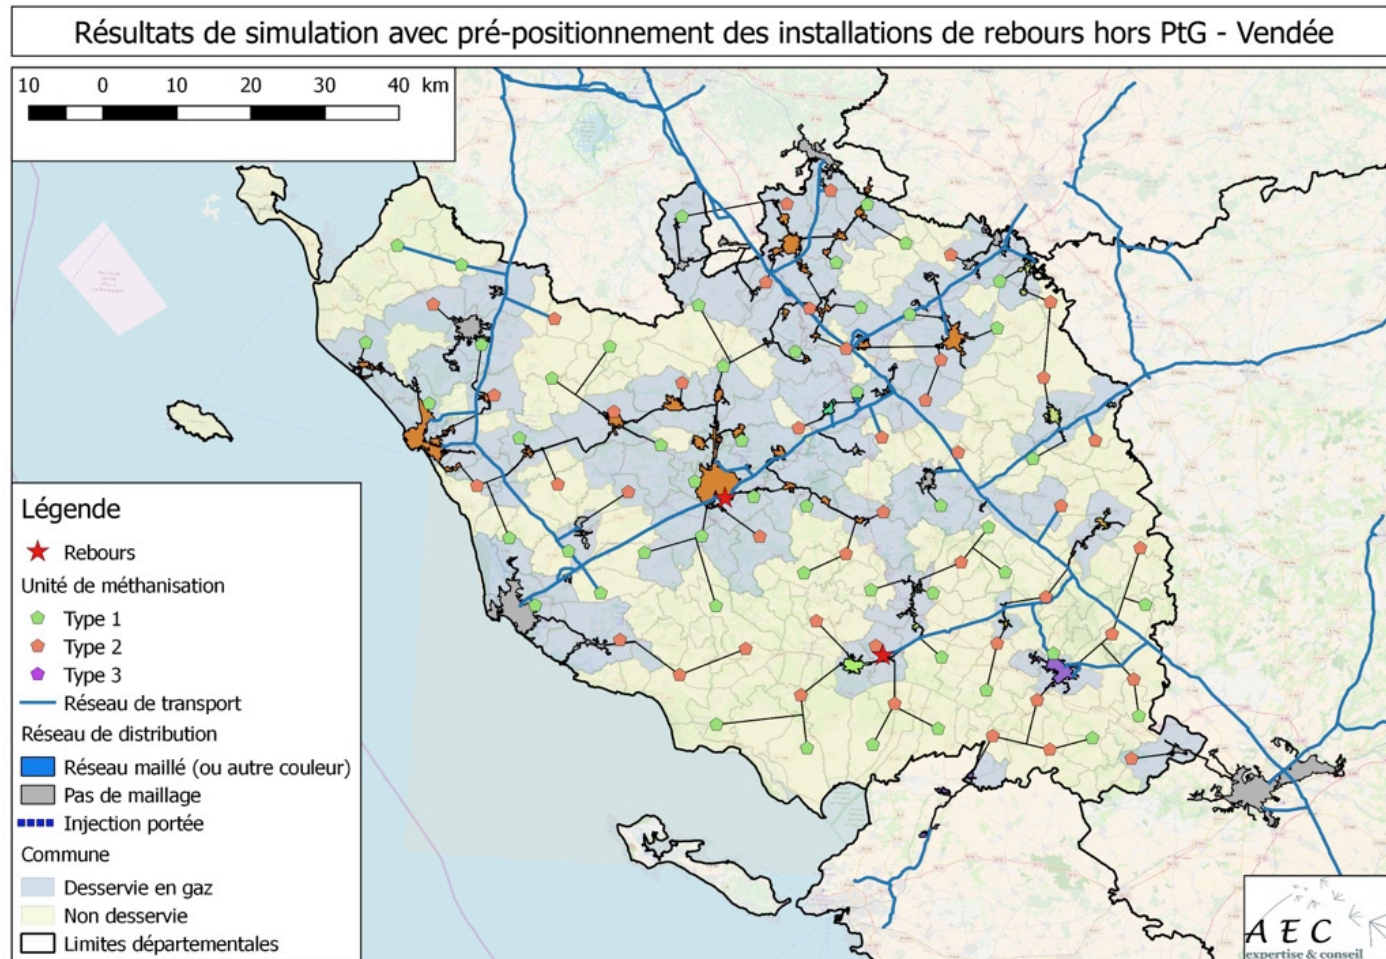 Résultats de simulation avec pré-positionnement des installations de rebours hors PtG - Vendée
10 0 10 20 30 40 km
Légende
Rebours
Unité de méthanisation
Type 1
Type 2
Type 3
Réseau de transport
Réseau de distribution
Réseau maillé (ou autre couleur)
Pas de maillage
Injection portée
Commune
Desservie en gaz
Non desservie
Limites départementales
A E C
expertise & conseil